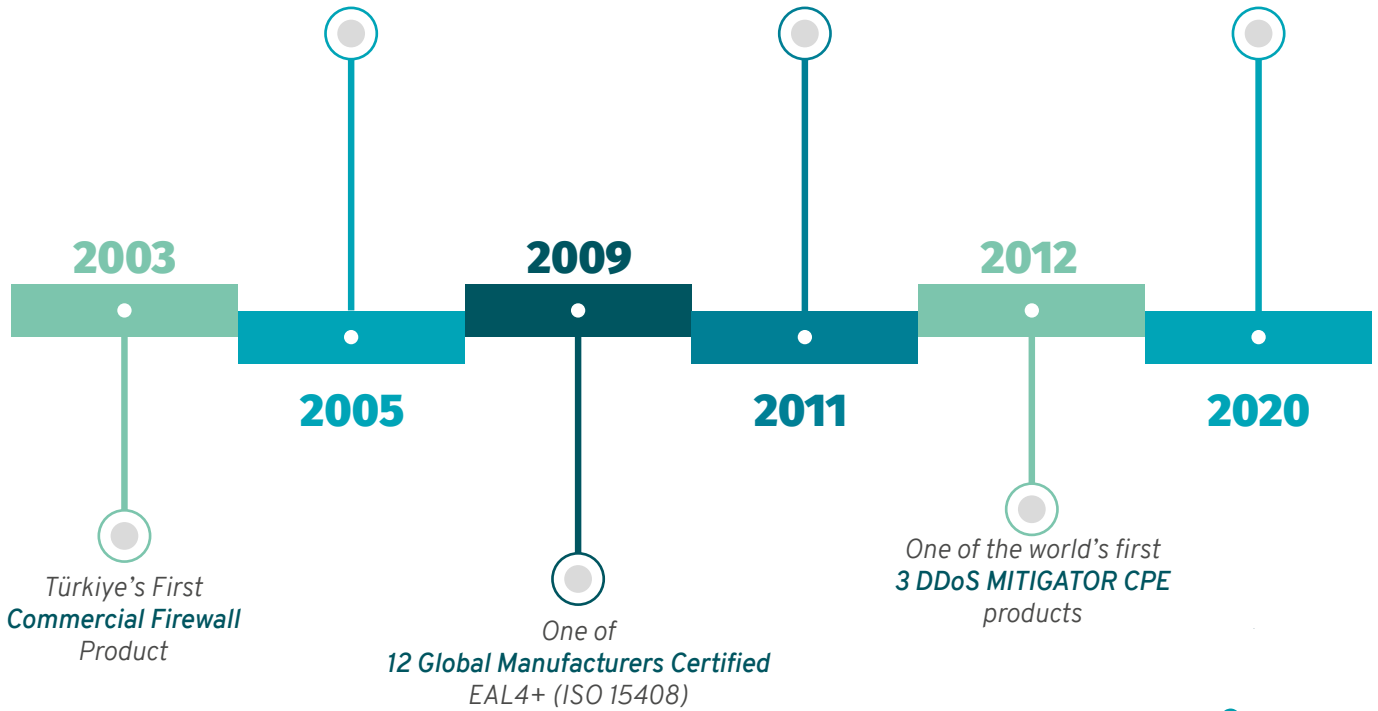 2003
2009
2012
2005
2011
2020
Türkiye's First
Commercial Firewall
Product
One of
12 Global Manufacturers Certified
EAL4+ (ISO 15408)
One of the world's first
3 DDoS MITIGATOR CPE
products